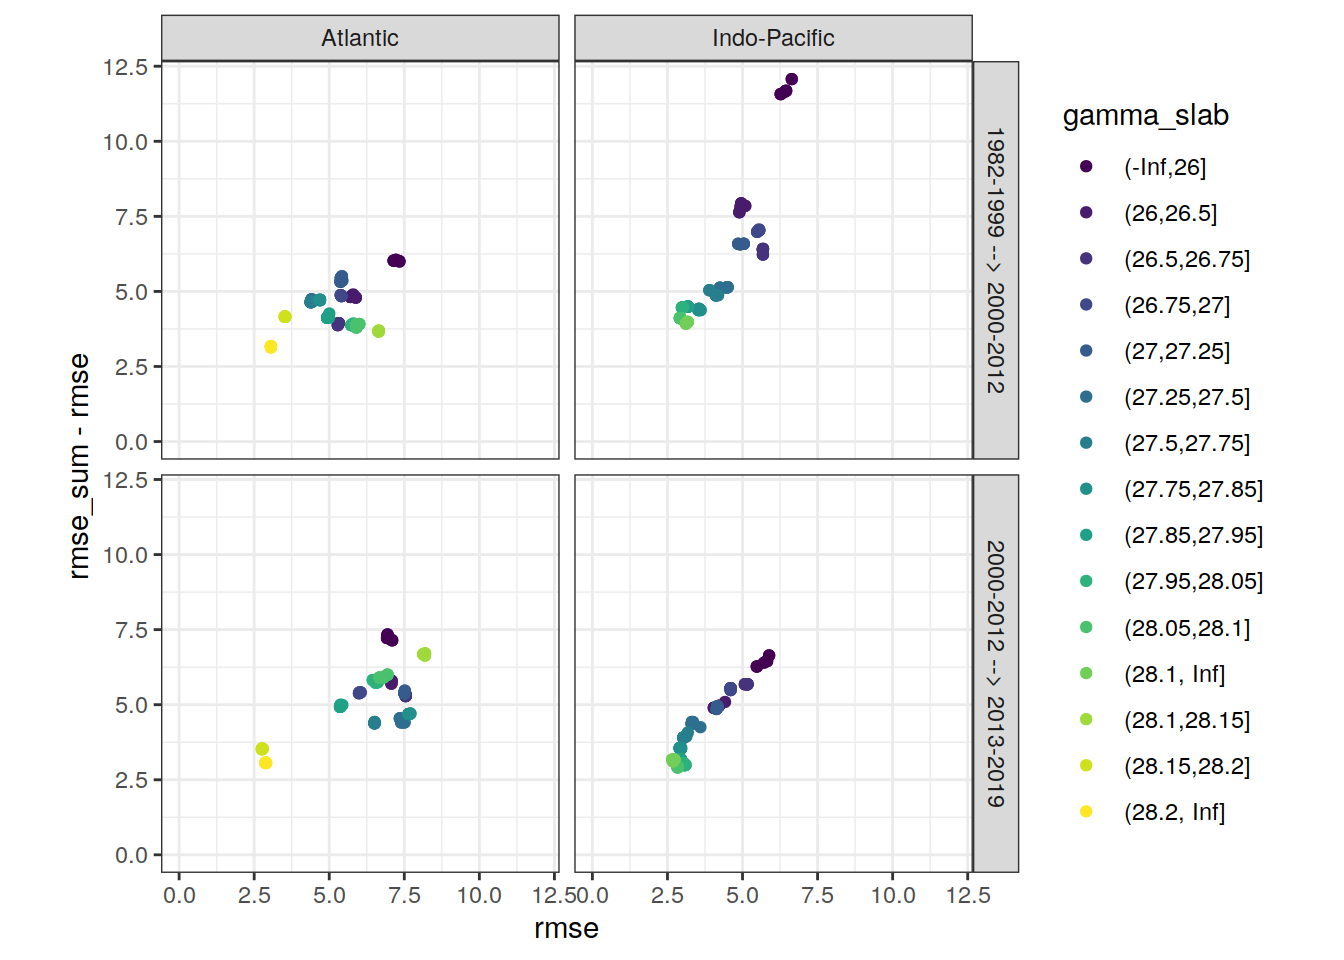 Atlantic
Indo-Pacific
12.5
10.0
7.5
5.0
2.5
0.0
1982-1999 --> 2000-2012
12.5
10.0
7.5
5.0
2.5
0.0
2000-2012 --> 2013-2019
rmse_sum - rmse
0.0 2.5 5.0 7.5 10.0 12.5
0.0 2.5 5.0 7.5 10.0 12.5
rmse
gamma_slab
(-Inf,26]
(26,26.5]
(26.5,26.75]
(26.75,27]
(27,27.25]
(27.25,27.5]
(27.5,27.75]
(27.75,27.85]
(27.85,27.95]
(27.95,28.05]
(28.05,28.1]
(28.1, Inf]
(28.1,28.15]
(28.15,28.2]
(28.2, Inf]